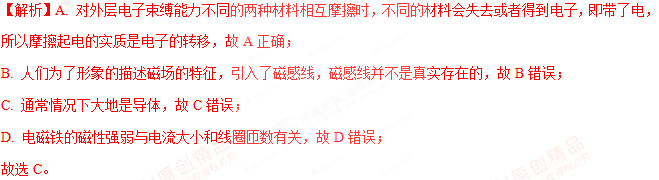 【解析】A. 对外层电子束缚能力不同的两种材料相互摩擦时，不同的材料会失去或者得到电子，即带了电，
所以摩擦起电的实质是电子的转移，故 A 正确；
B. 人们为了形象的描述磁场的特征，引入了磁感线，磁感线并不是真实存在的，故 B 错误；
C. 通常情况下大地是导体，故 C 错误；
D. 电磁铁的磁性强弱与电流大小和线圈匝数有关，故 D 错误；
故选 C。
原创精品